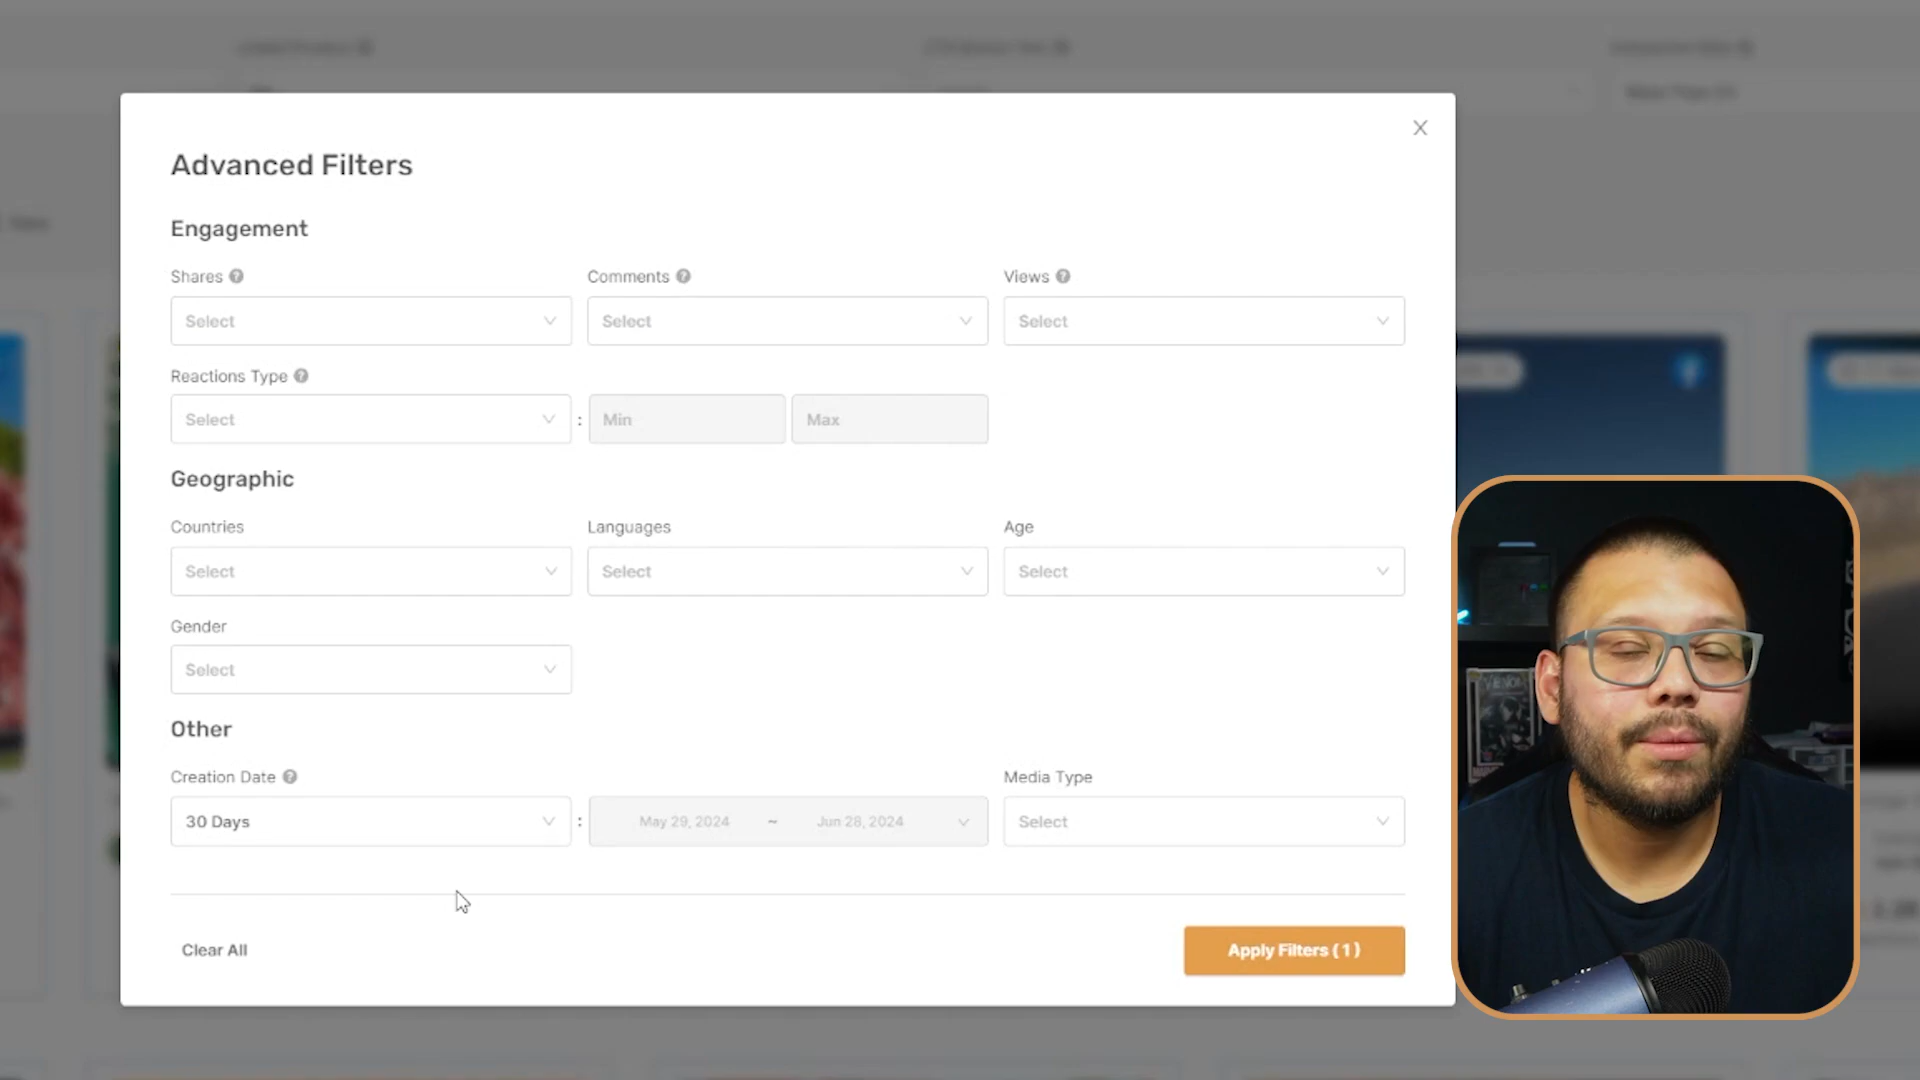 Advanced Filters
Engagement
Shares
Comments
Views
Select
Select
Select
Reactions Type
Select : Min Max
Geographic
Countries
Languages
Age
Select
Select
Select
Gender
Select
Other
Creation Date
Media Type
30 Days : May 29, 2024 ~ Jun 28, 2024
Select
Clear All
Apply Filters (1)
VENOM